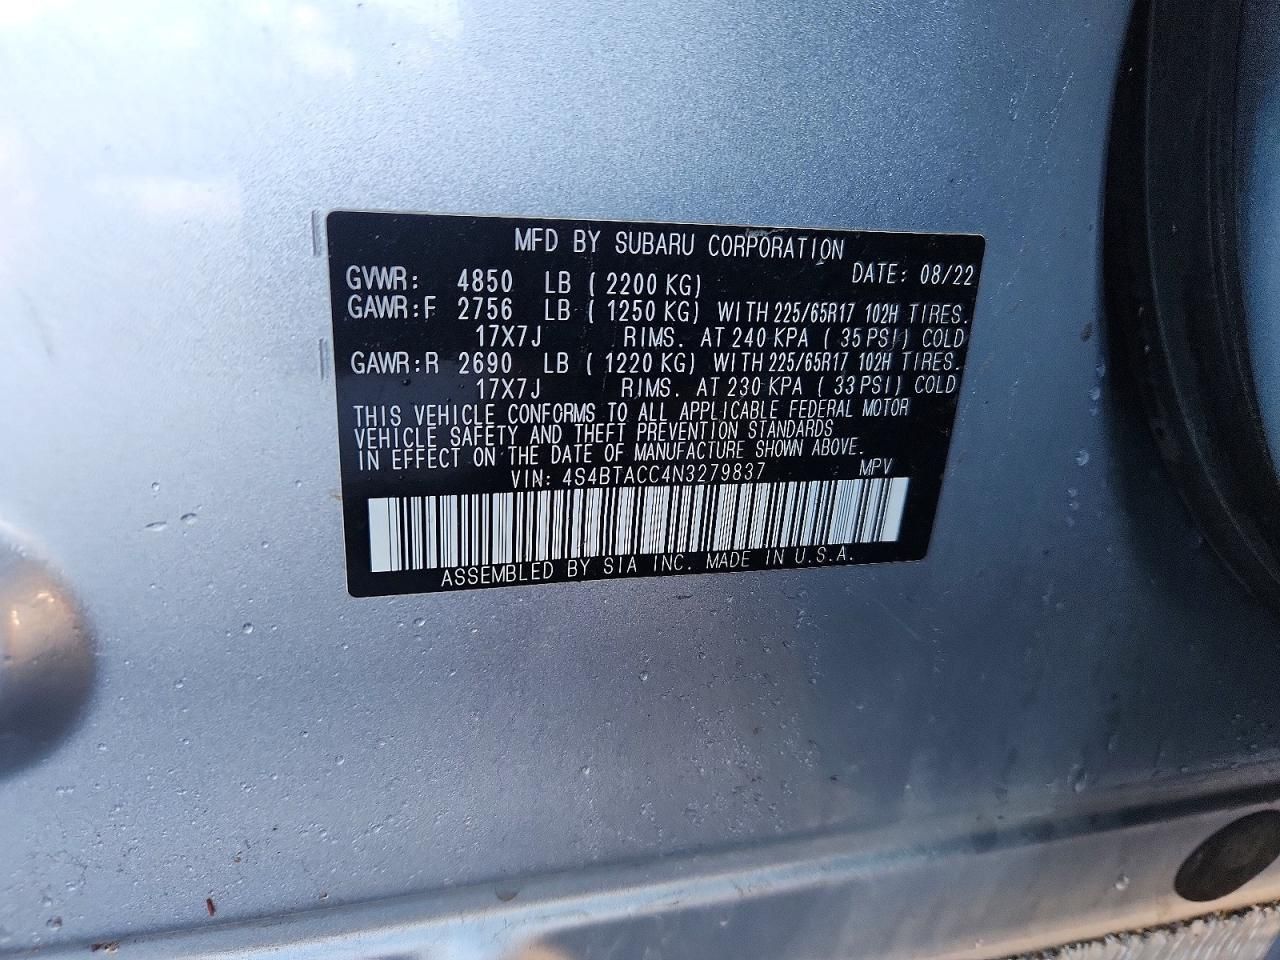 MFD BY SUBARU CORPORATION
GVWR: 4850 LB ( 2200 KG) DATE: 08/22
GAWR:F 2756 LB ( 1250 KG) WITH 225/65R17 102H TIRES.
17X7J RIMS. AT 240 KPA ( 35 PSI) COLD
GAWR:R 2690 LB ( 1220 KG) WITH 225/65R17 102H TIRES.
17X7J RIMS. AT 230 KPA ( 33 PSI) COLD
THIS VEHICLE CONFORMS TO ALL APPLICABLE FEDERAL MOTOR
VEHICLE SAFETY AND THEFT PREVENTION STANDARDS
IN EFFECT ON THE DATE OF MANUFACTURE SHOWN ABOVE.
VIN: 4S4BTACC4N3279837 MPV
ASSEMBLED BY SIA INC. MADE IN U.S.A.